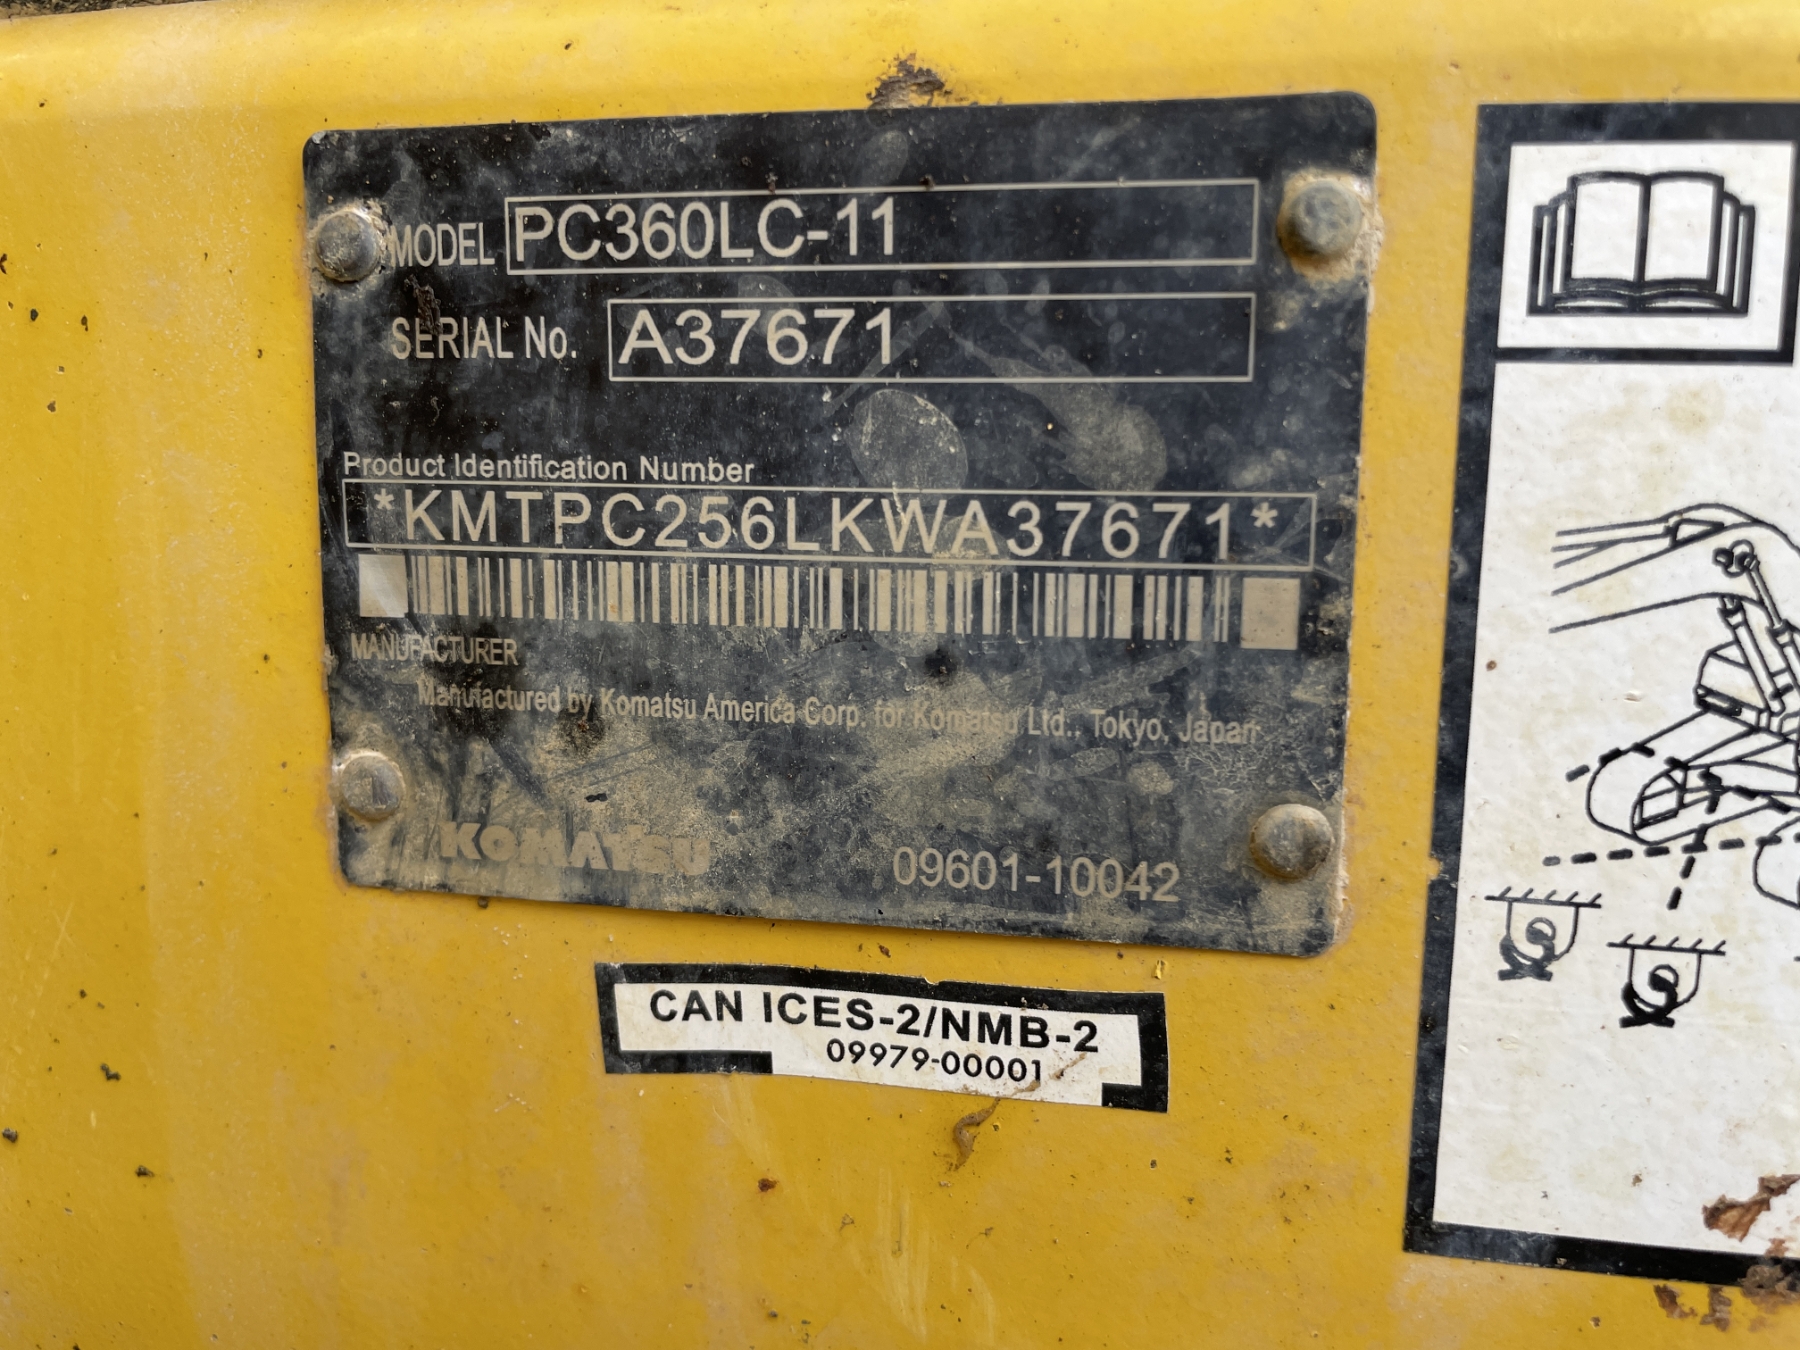 MODEL PC360LC-11
SERIAL No. A37671
Product Identification Number
*KMTPC256LKWA37671*
MANUFACTURER
Manufactured by Komatsu America Corp. for Komatsu Ltd., Tokyo, Japan
KOMATSU 09601-10042
CAN ICES-2/NMB-2
09979-00001